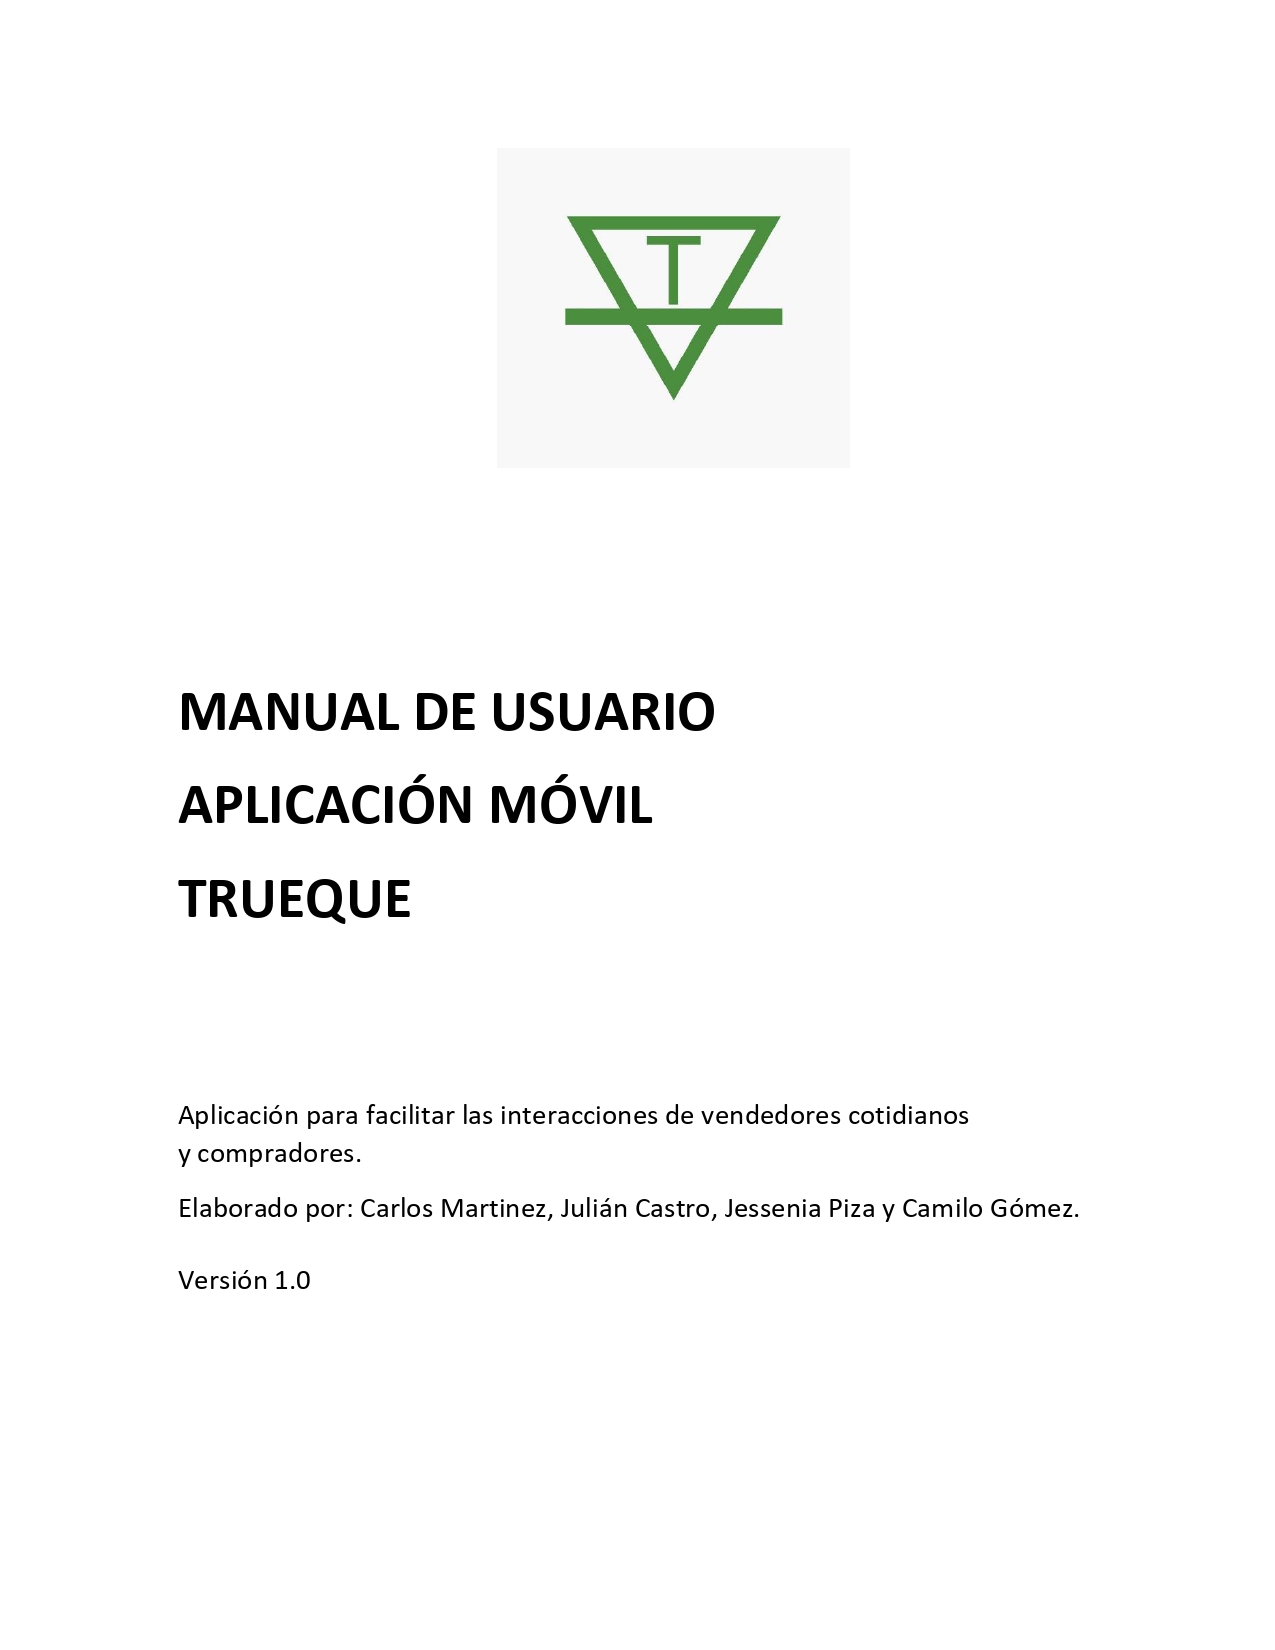 T
MANUAL DE USUARIO
APLICACIÓN MÓVIL
TRUEQUE
Aplicación para facilitar las interacciones de vendedores cotidianos
y compradores.
Elaborado por: Carlos Martinez, Julián Castro, Jessenia Piza y Camilo Gómez.
Versión 1.0